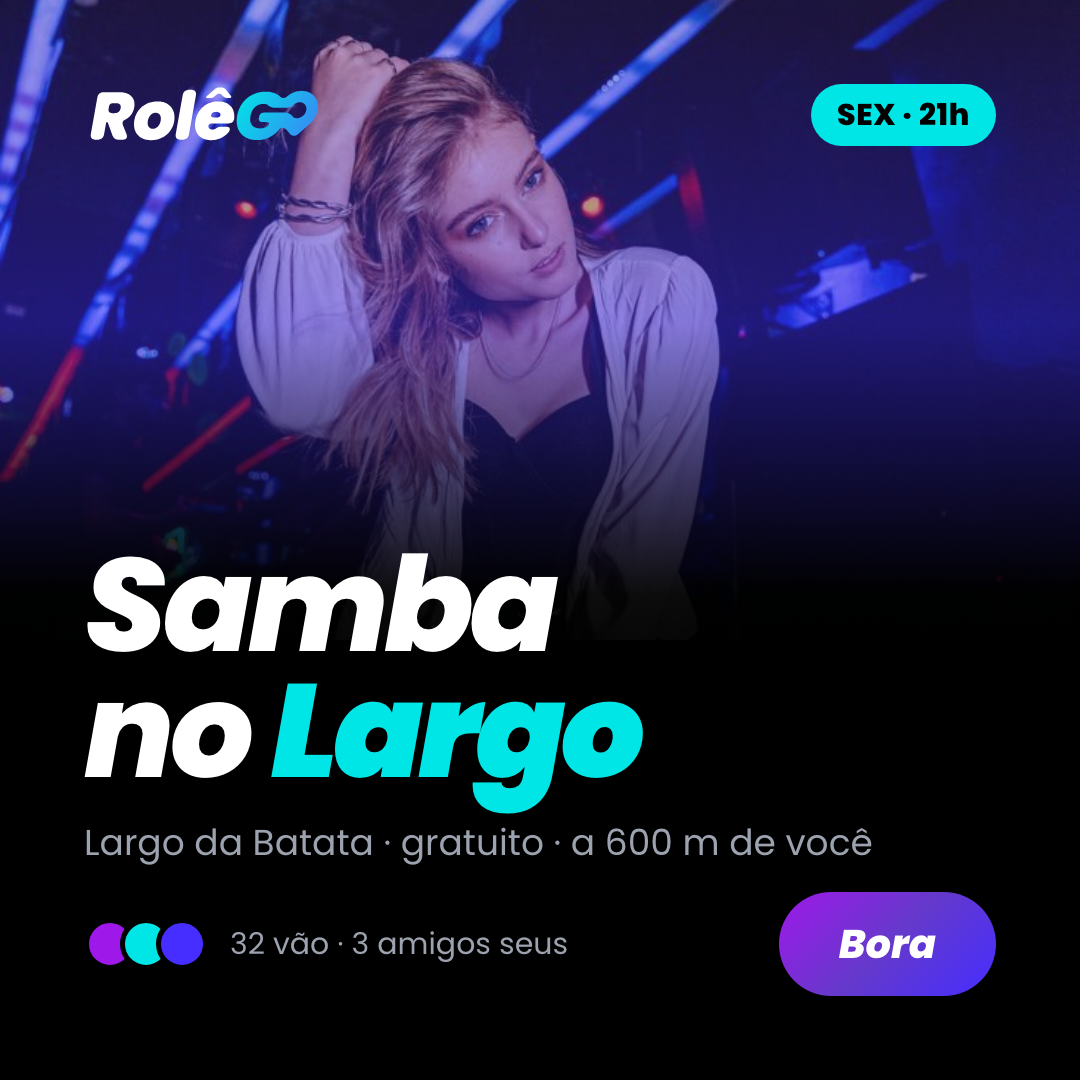 RolêGO
SEX · 21h
Samba
no Largo
Largo da Batata · gratuito · a 600 m de você
32 vão · 3 amigos seus
Bora